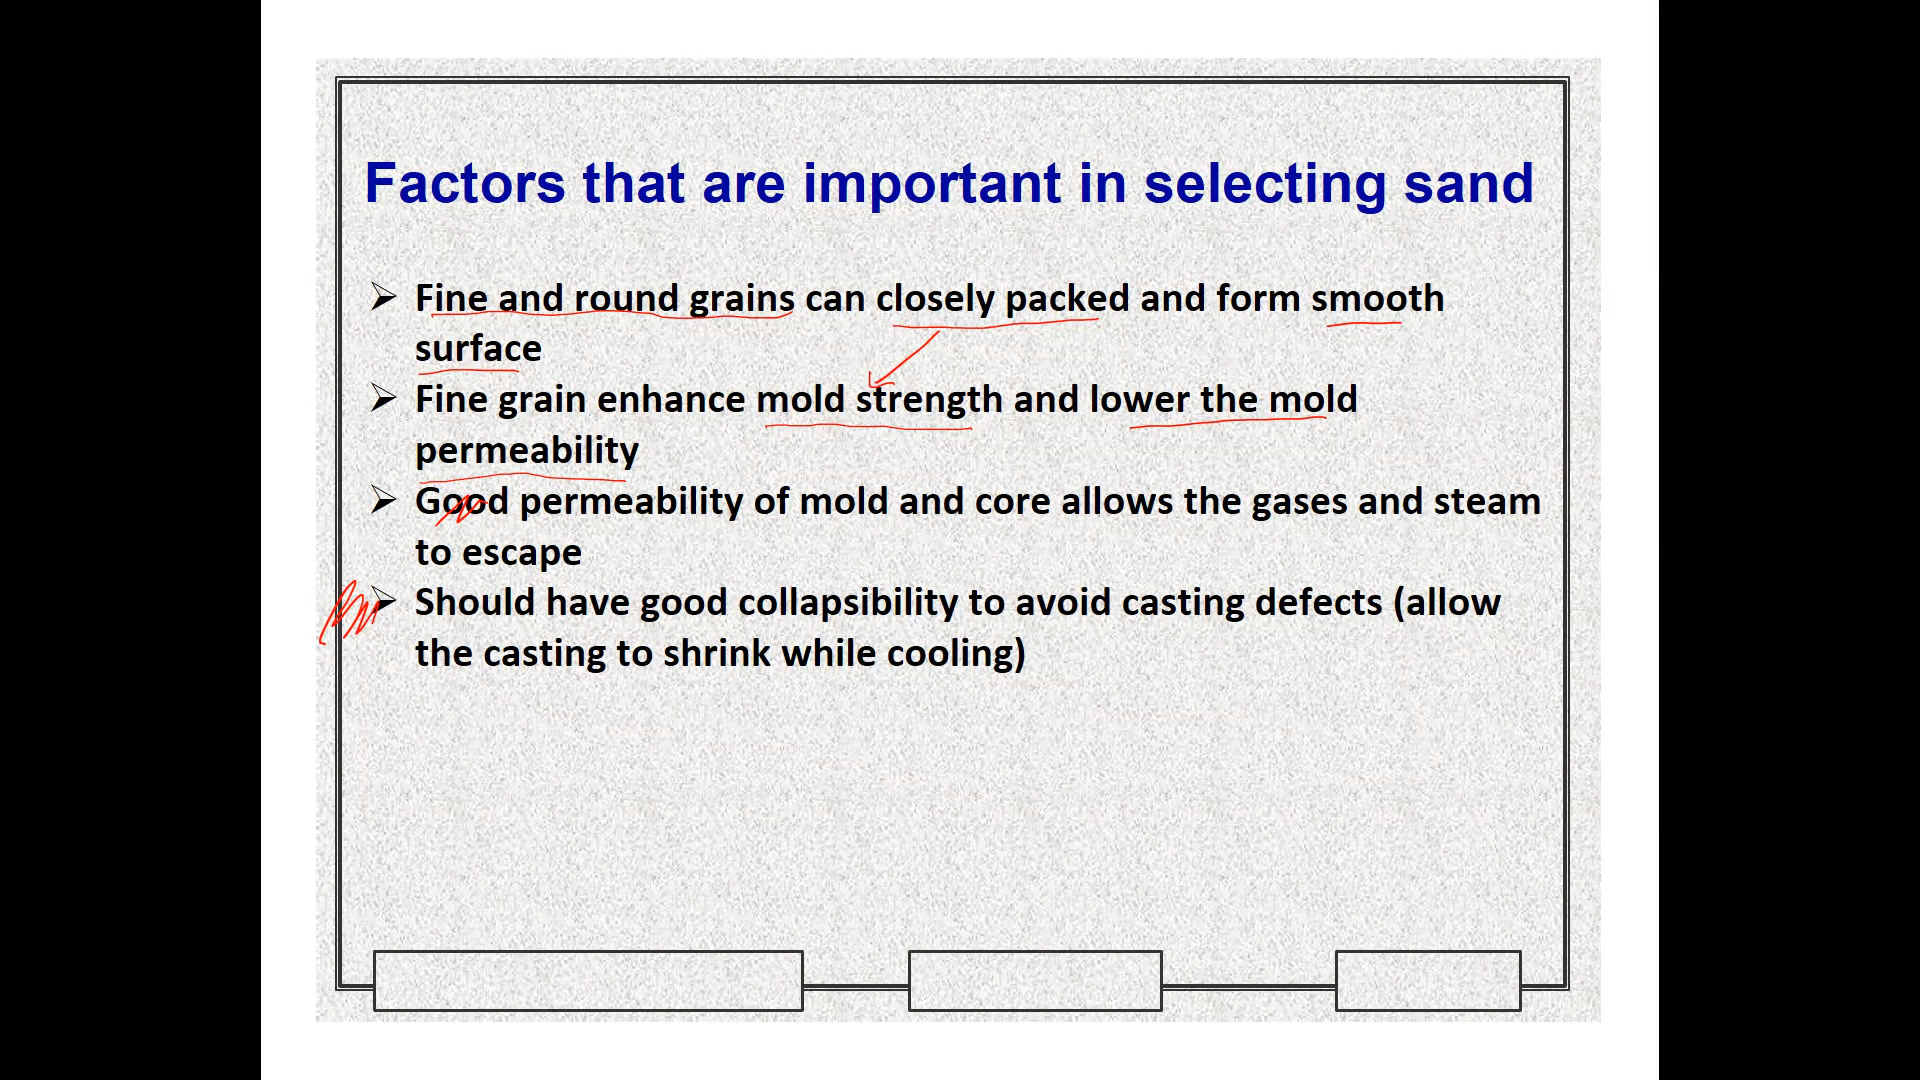 Factors that are important in selecting sand
Fine and round grains can closely packed and form smooth
surface
Fine grain enhance mold strength and lower the mold
permeability
Good permeability of mold and core allows the gases and steam
to escape
Should have good collapsibility to avoid casting defects (allow
the casting to shrink while cooling)